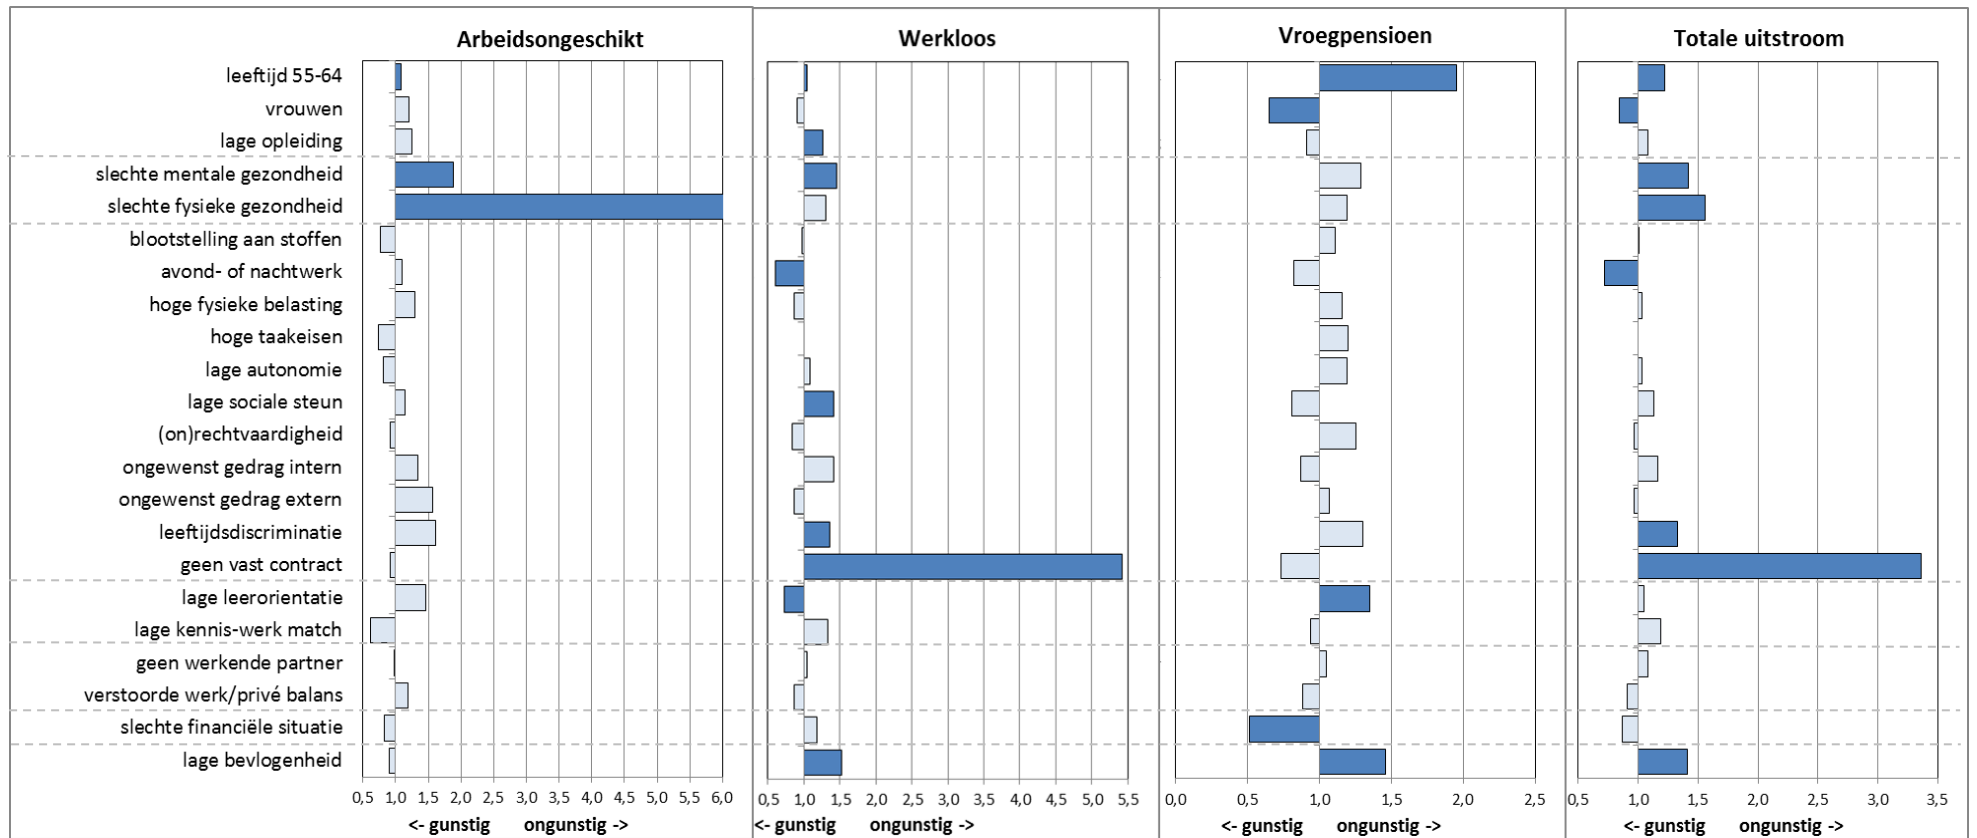 Arbeidsongeschikt
Werkloos
Vroegpensioen
Totale uitstroom
leeftijd 55-64
vrouwen
lage opleiding
slechte mentale gezondheid
slechte fysieke gezondheid
blootstelling aan stoffen
avond- of nachtwerk
hoge fysieke belasting
hoge taakeisen
lage autonomie
lage sociale steun
(on)rechtvaardigheid
ongewenst gedrag intern
ongewenst gedrag extern
leeftijdsdiscriminatie
geen vast contract
lage leerorientatie
lage kennis-werk match
geen werkende partner
verstoorde werk/privé balans
slechte financiële situatie
lage bevlogenheid
0,5 1,0 1,5 2,0 2,5 3,0 3,5 4,0 4,5 5,0 5,5 6,0
<- gunstig ongunstig ->
0,5 1,0 1,5 2,0 2,5 3,0 3,5 4,0 4,5 5,0 5,5
<- gunstig ongunstig ->
0,0 0,5 1,0 1,5 2,0 2,5
<- gunstig ongunstig ->
0,5 1,0 1,5 2,0 2,5 3,0 3,5
<- gunstig ongunstig ->